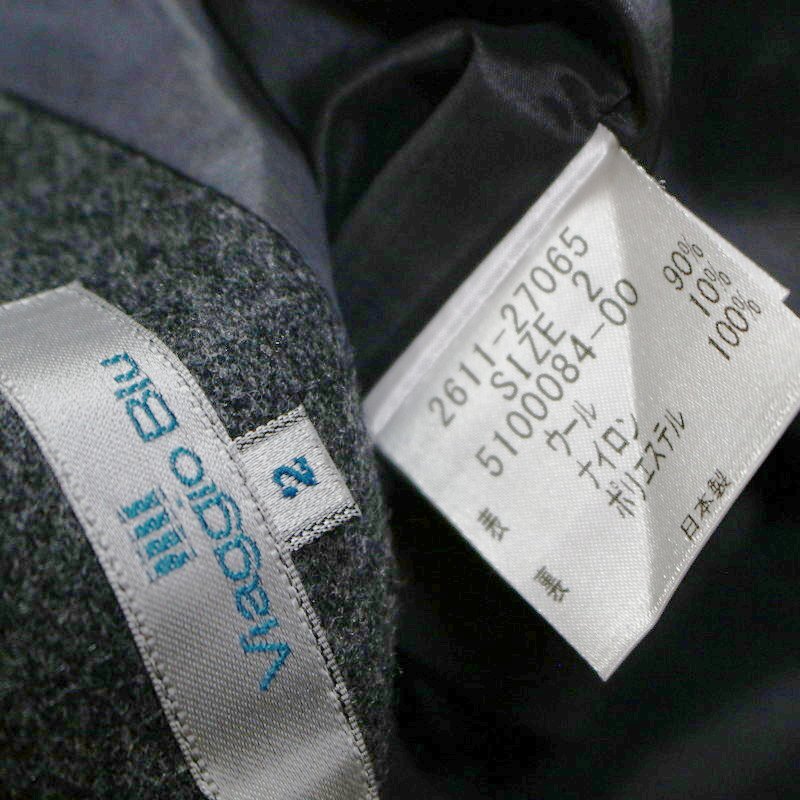 Viaggio Blu
2
2611-27065
SIZE 2
5100084-00
表 ウール 90%
ナイロン 10%
裏 ポリエステル 100%
日本製